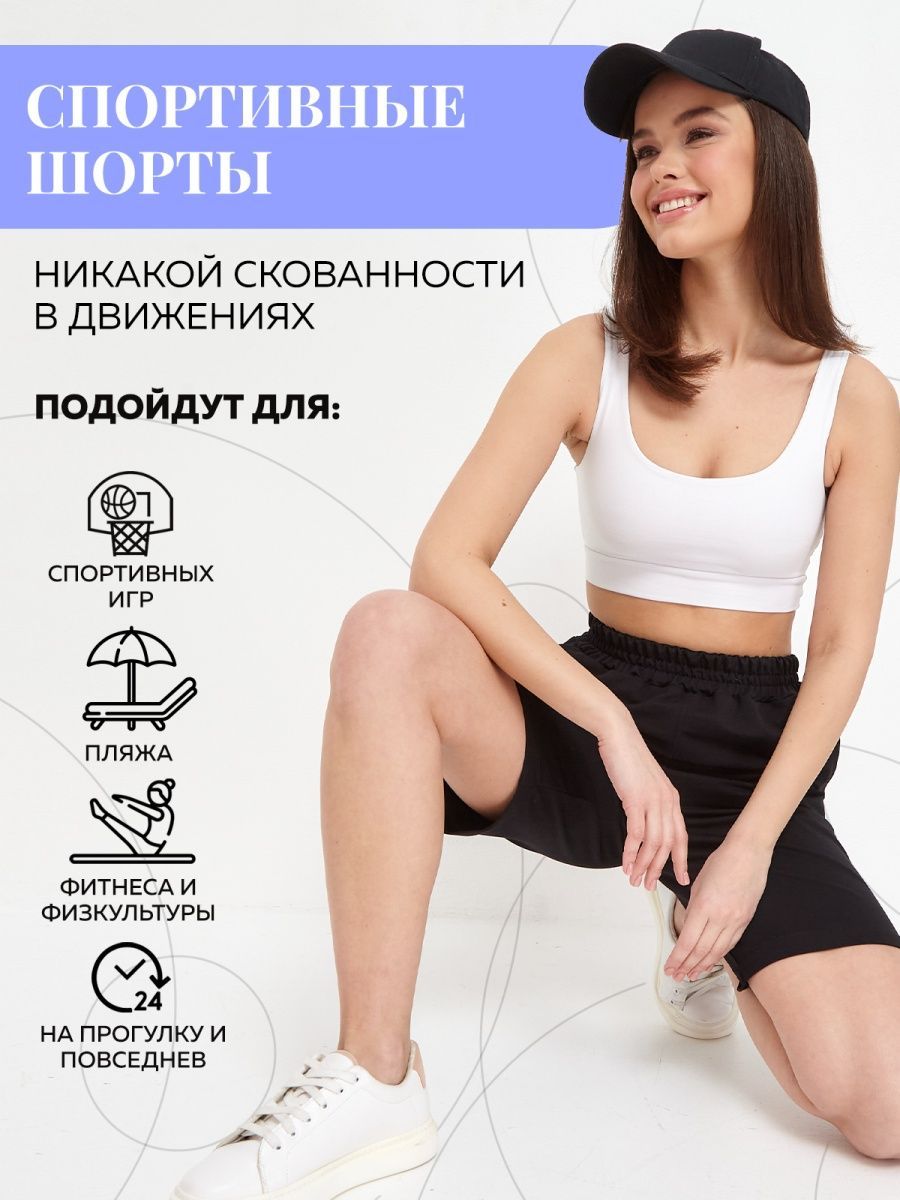 СПОРТИВНЫЕ
ШОРТЫ
НИКАКОЙ СКОВАННОСТИ
В ДВИЖЕНИЯХ
ПОДОЙДУТ ДЛЯ:
СПОРТИВНЫХ
ИГР
ПЛЯЖА
ФИТНЕСА И
ФИЗКУЛЬТУРЫ
24
НА ПРОГУЛКУ И
ПОВСЕДНЕВ